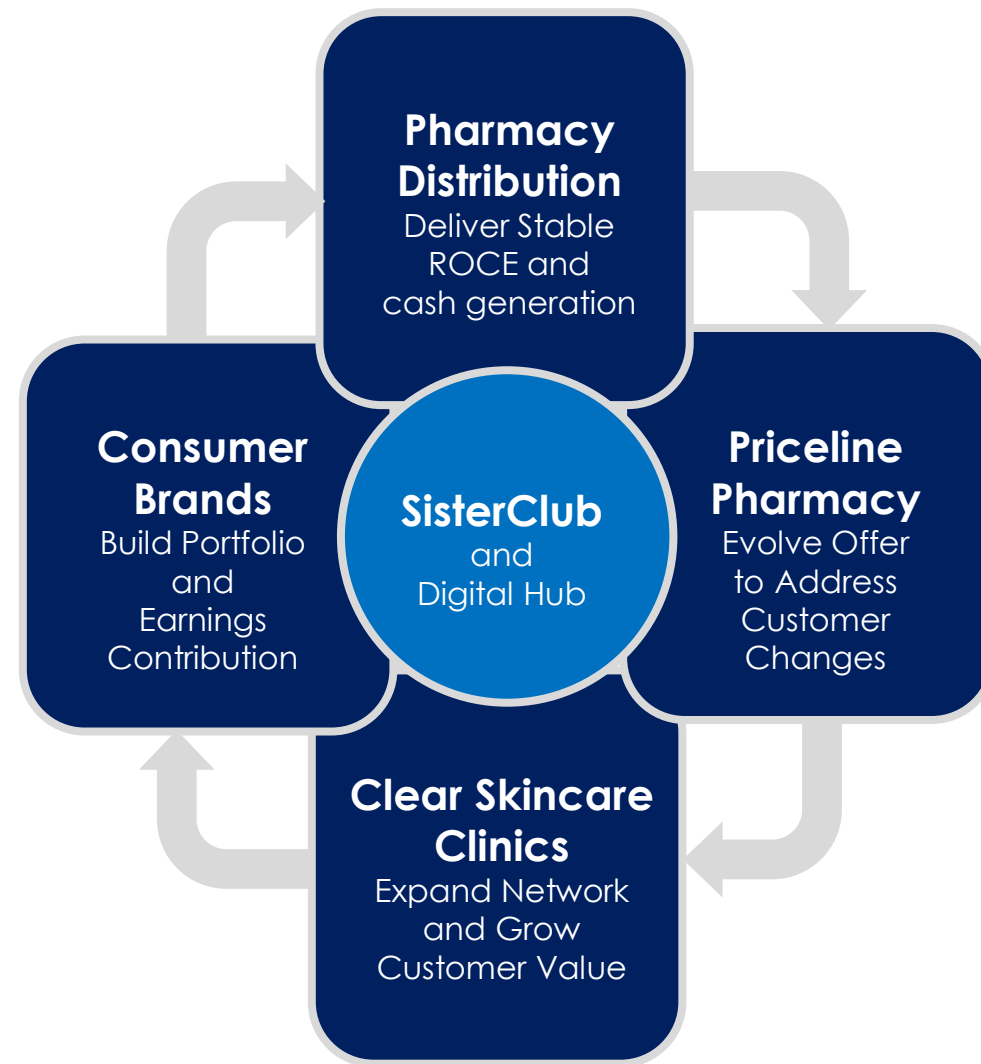 Pharmacy
Distribution
Deliver Stable
ROCE and
cash generation
Consumer
Brands
Build Portfolio
and
Earnings
Contribution
SisterClub
and
Digital Hub
Priceline
Pharmacy
Evolve Offer
to Address
Customer
Changes
Clear Skincare
Clinics
Expand Network
and Grow
Customer Value